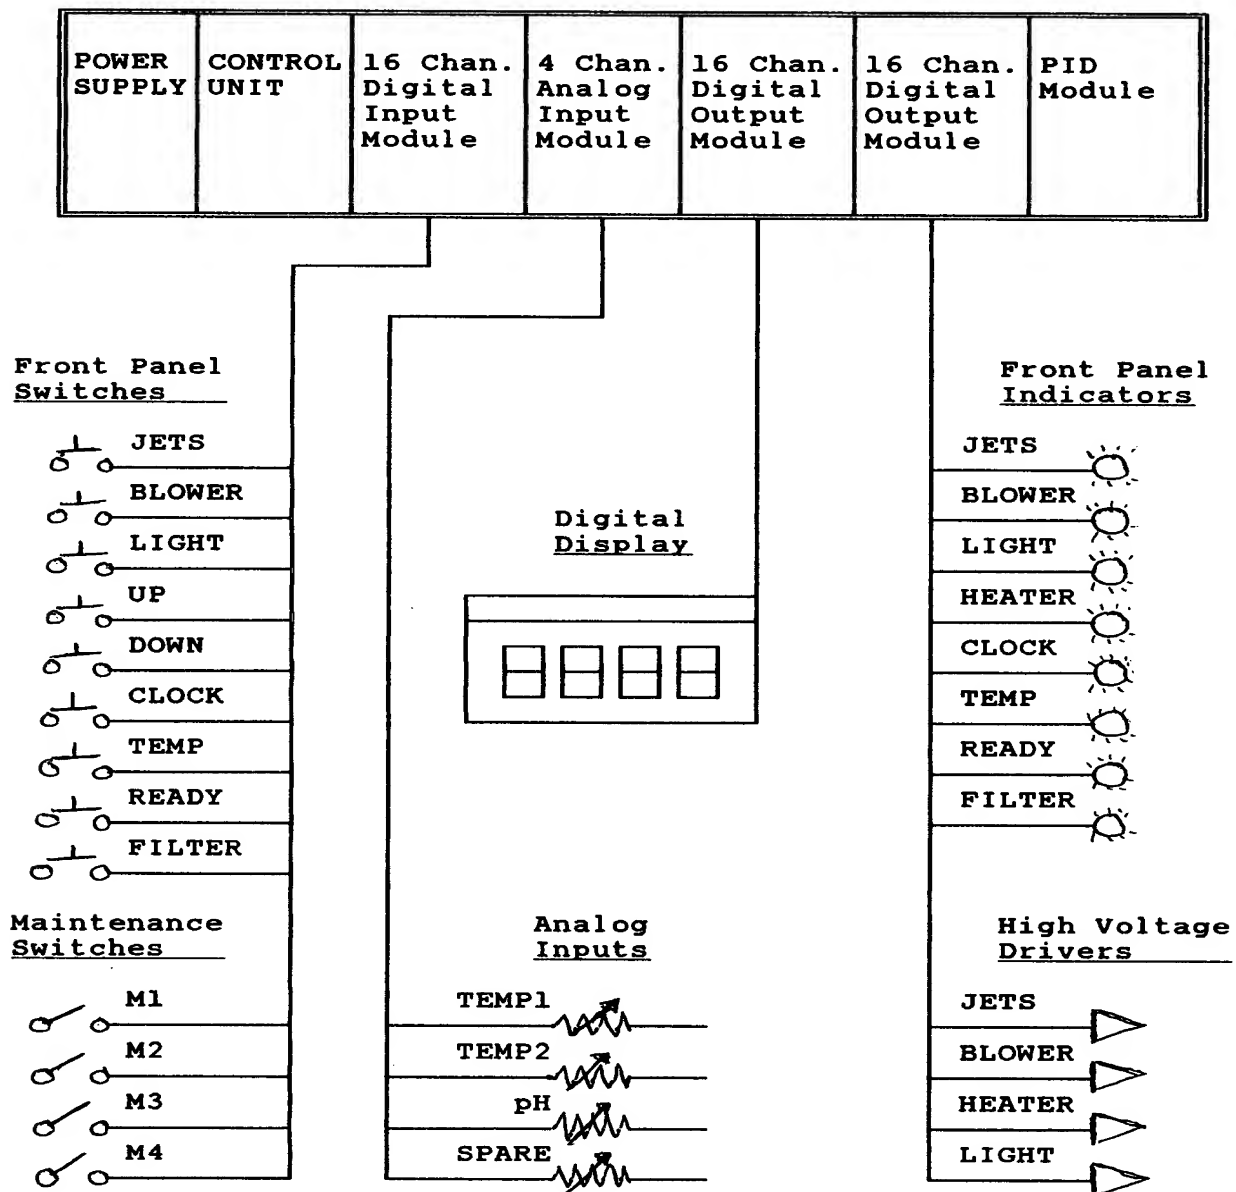 POWER SUPPLY
CONTROL UNIT
16 Chan. Digital Input Module
4 Chan. Analog Input Module
16 Chan. Digital Output Module
16 Chan. Digital Output Module
PID Module
Front Panel
Switches
JETS
BLOWER
LIGHT
UP
DOWN
CLOCK
TEMP
READY
FILTER
Maintenance
Switches
M1
M2
M3
M4
Digital
Display
Analog
Inputs
TEMP1
TEMP2
pH
SPARE
Front Panel
Indicators
JETS
BLOWER
LIGHT
HEATER
CLOCK
TEMP
READY
FILTER
High Voltage
Drivers
JETS
BLOWER
HEATER
LIGHT